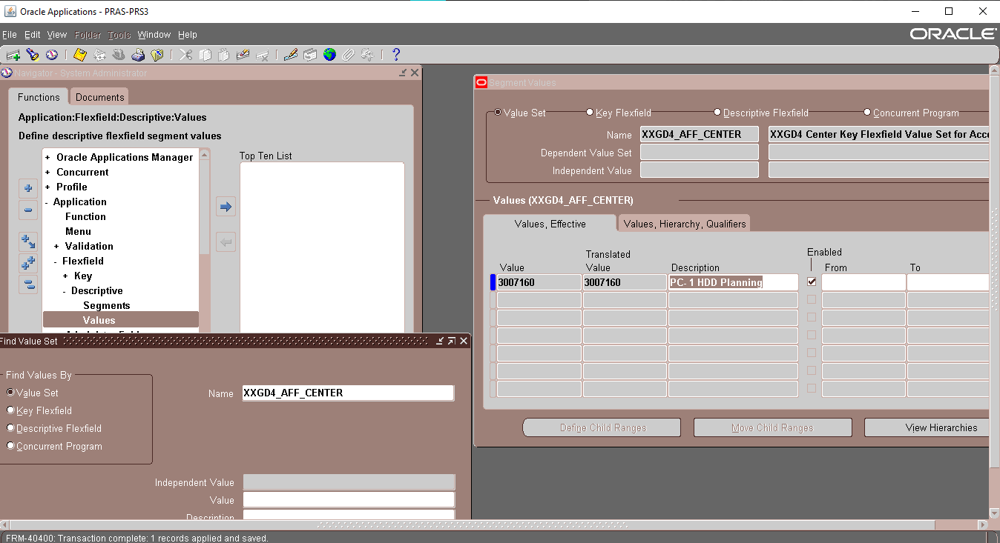 Oracle Applications - PRAS-PRS3
File Edit View Folder Tools Window Help
ORACLE
Navigator - System Administrator
Functions
Documents
Application:Flexfield:Descriptive:Values
Define descriptive flexfield segment values
+ Oracle Applications Manager
+ Concurrent
+ Profile
- Application
Function
Menu
+ Validation
- Flexfield
+ Key
- Descriptive
Segments
Values
Top Ten List
Segment Values
Value Set
Key Flexfield
Descriptive Flexfield
Concurrent Program
Name XXGD4_AFF_CENTER XXGD4 Center Key Flexfield Value Set for Acco
Dependent Value Set
Independent Value
Values (XXGD4_AFF_CENTER)
Values, Effective
Values, Hierarchy, Qualifiers
Enabled
Translated
Value Value Description From To
3007160 3007160 PC- 1 HDD Planning
Define Child Ranges
Move Child Ranges
View Hierarchies
Find Value Set
Find Values By
Value Set
Key Flexfield
Descriptive Flexfield
Concurrent Program
Name XXGD4_AFF_CENTER
Independent Value
Value
Description
FRM-40400: Transaction complete: 1 records applied and saved.